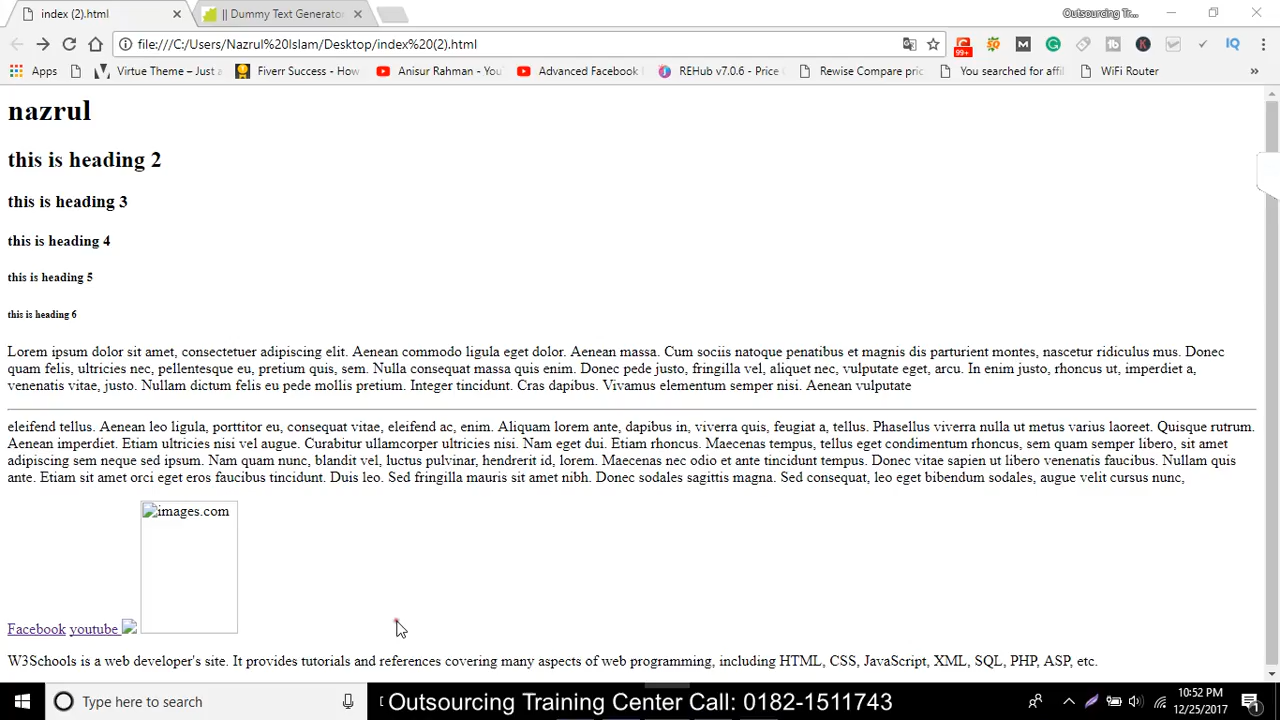 index (2).html
|| Dummy Text Generator
Outsourcing Tr...
file:///C:/Users/Nazrul%20Islam/Desktop/index%20(2).html
99+
IQ
Apps
Virtue Theme – Just a
Fiverr Success - How
Anisur Rahman - You
Advanced Facebook
REHub v7.0.6 - Price C
Rewise Compare pric
You searched for affil
WiFi Router
»
nazrul
this is heading 2
this is heading 3
this is heading 4
this is heading 5
this is heading 6
Lorem ipsum dolor sit amet, consectetuer adipiscing elit. Aenean commodo ligula eget dolor. Aenean massa. Cum sociis natoque penatibus et magnis dis parturient montes, nascetur ridiculus mus. Donec
quam felis, ultricies nec, pellentesque eu, pretium quis, sem. Nulla consequat massa quis enim. Donec pede justo, fringilla vel, aliquet nec, vulputate eget, arcu. In enim justo, rhoncus ut, imperdiet a,
venenatis vitae, justo. Nullam dictum felis eu pede mollis pretium. Integer tincidunt. Cras dapibus. Vivamus elementum semper nisi. Aenean vulputate
eleifend tellus. Aenean leo ligula, porttitor eu, consequat vitae, eleifend ac, enim. Aliquam lorem ante, dapibus in, viverra quis, feugiat a, tellus. Phasellus viverra nulla ut metus varius laoreet. Quisque rutrum.
Aenean imperdiet. Etiam ultricies nisi vel augue. Curabitur ullamcorper ultricies nisi. Nam eget dui. Etiam rhoncus. Maecenas tempus, tellus eget condimentum rhoncus, sem quam semper libero, sit amet
adipiscing sem neque sed ipsum. Nam quam nunc, blandit vel, luctus pulvinar, hendrerit id, lorem. Maecenas nec odio et ante tincidunt tempus. Donec vitae sapien ut libero venenatis faucibus. Nullam quis
ante. Etiam sit amet orci eget eros faucibus tincidunt. Duis leo. Sed fringilla mauris sit amet nibh. Donec sodales sagittis magna. Sed consequat, leo eget bibendum sodales, augue velit cursus nunc,
images.com
Facebook youtube
W3Schools is a web developer's site. It provides tutorials and references covering many aspects of web programming, including HTML, CSS, JavaScript, XML, SQL, PHP, ASP, etc.
Type here to search
Outsourcing Training Center Call: 0182-1511743
10:52 PM
12/25/2017
1